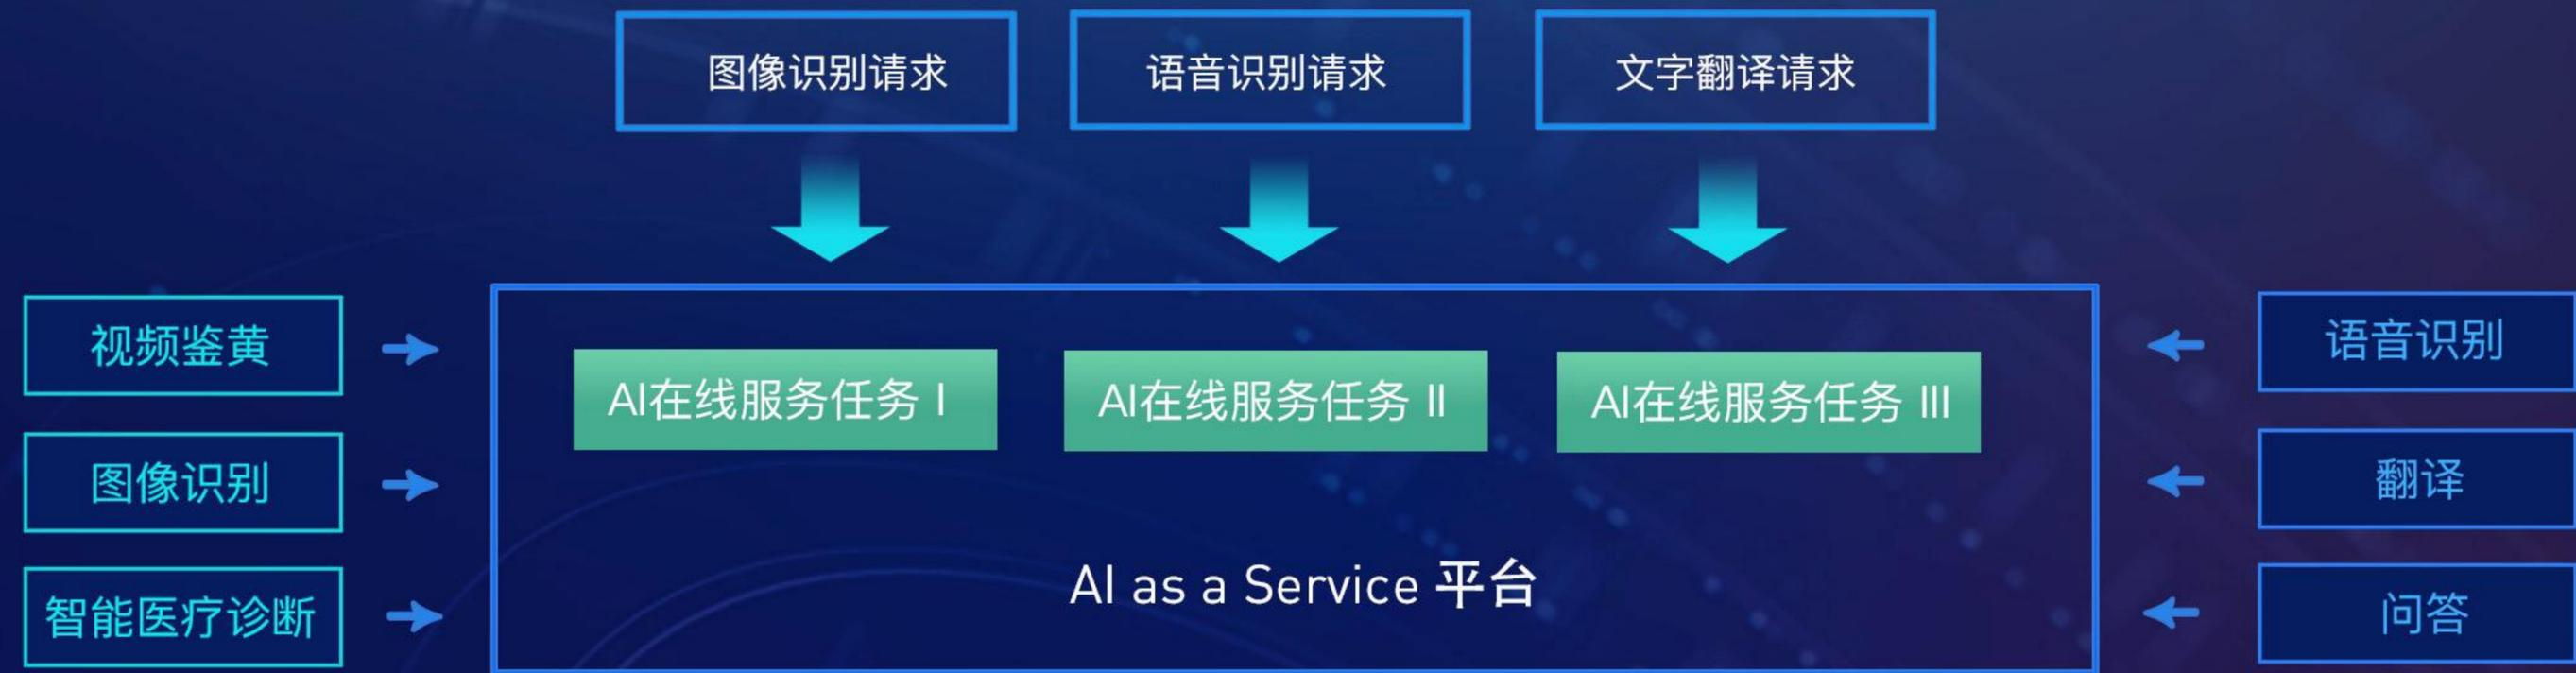 图像识别请求
语音识别请求
文字翻译请求
视频鉴黄
图像识别
智能医疗诊断
AI在线服务任务 I
AI在线服务任务 II
AI在线服务任务 III
AI as a Service 平台
语音识别
翻译
问答